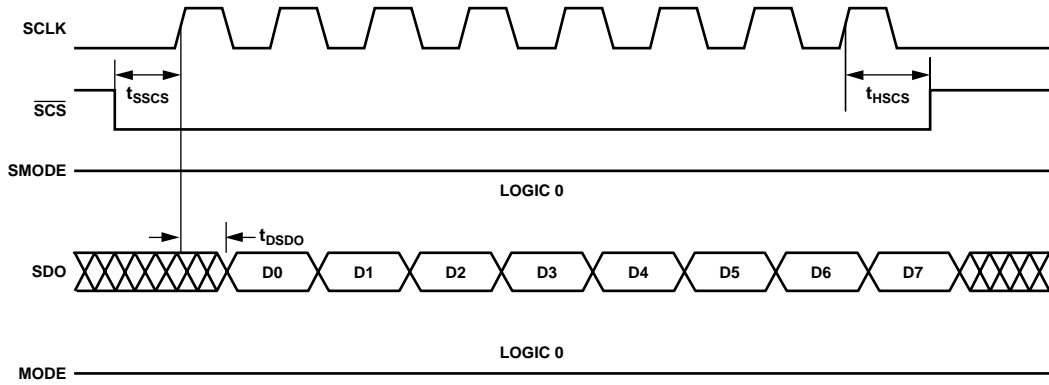 SCLK
tSSCS
tHSCS
SCS
SMODE
LOGIC 0
tDSDO
SDO D0 D1 D2 D3 D4 D5 D6 D7
LOGIC 0
MODE